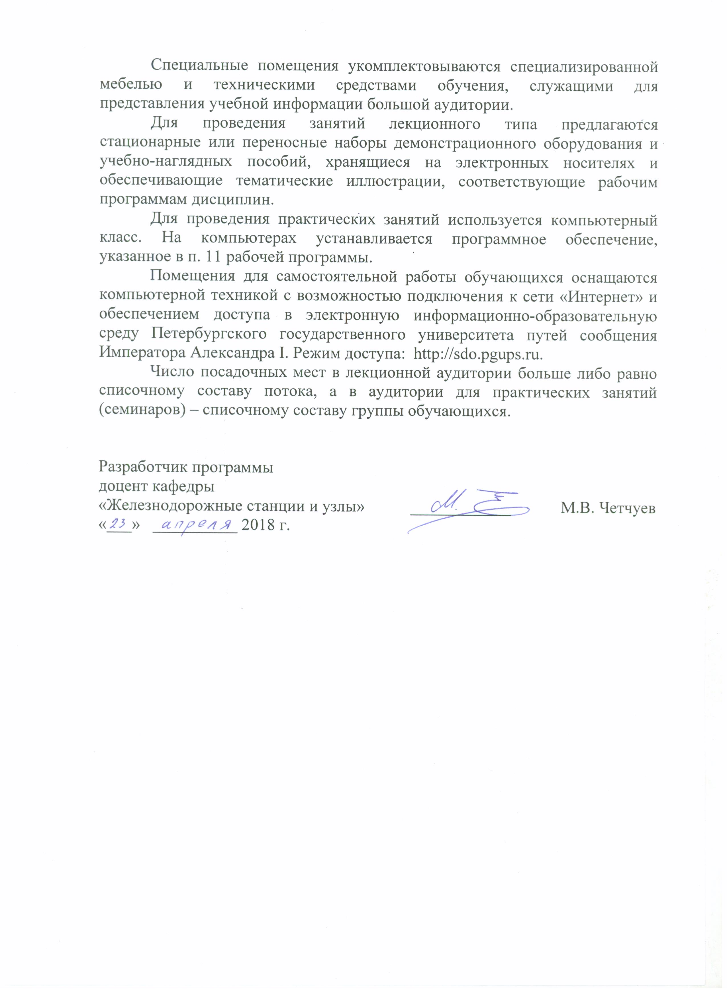 Специальные помещения укомплектовываются специализированной
мебелью и техническими средствами обучения, служащими для
представления учебной информации большой аудитории.
Для проведения занятий лекционного типа предлагаются
стационарные или переносные наборы демонстрационного оборудования и
учебно-наглядных пособий, хранящиеся на электронных носителях и
обеспечивающие тематические иллюстрации, соответствующие рабочим
программам дисциплин.
Для проведения практических занятий используется компьютерный
класс. На компьютерах устанавливается программное обеспечение,
указанное в п. 11 рабочей программы.
Помещения для самостоятельной работы обучающихся оснащаются
компьютерной техникой с возможностью подключения к сети «Интернет» и
обеспечением доступа в электронную информационно-образовательную
среду Петербургского государственного университета путей сообщения
Императора Александра I. Режим доступа: http://sdo.pgups.ru.
Число посадочных мест в лекционной аудитории больше либо равно
списочному составу потока, а в аудитории для практических занятий
(семинаров) – списочному составу группы обучающихся.
Разработчик программы
доцент кафедры
«Железнодорожные станции и узлы» М.В. Четчуев
«23» апреля 2018 г.